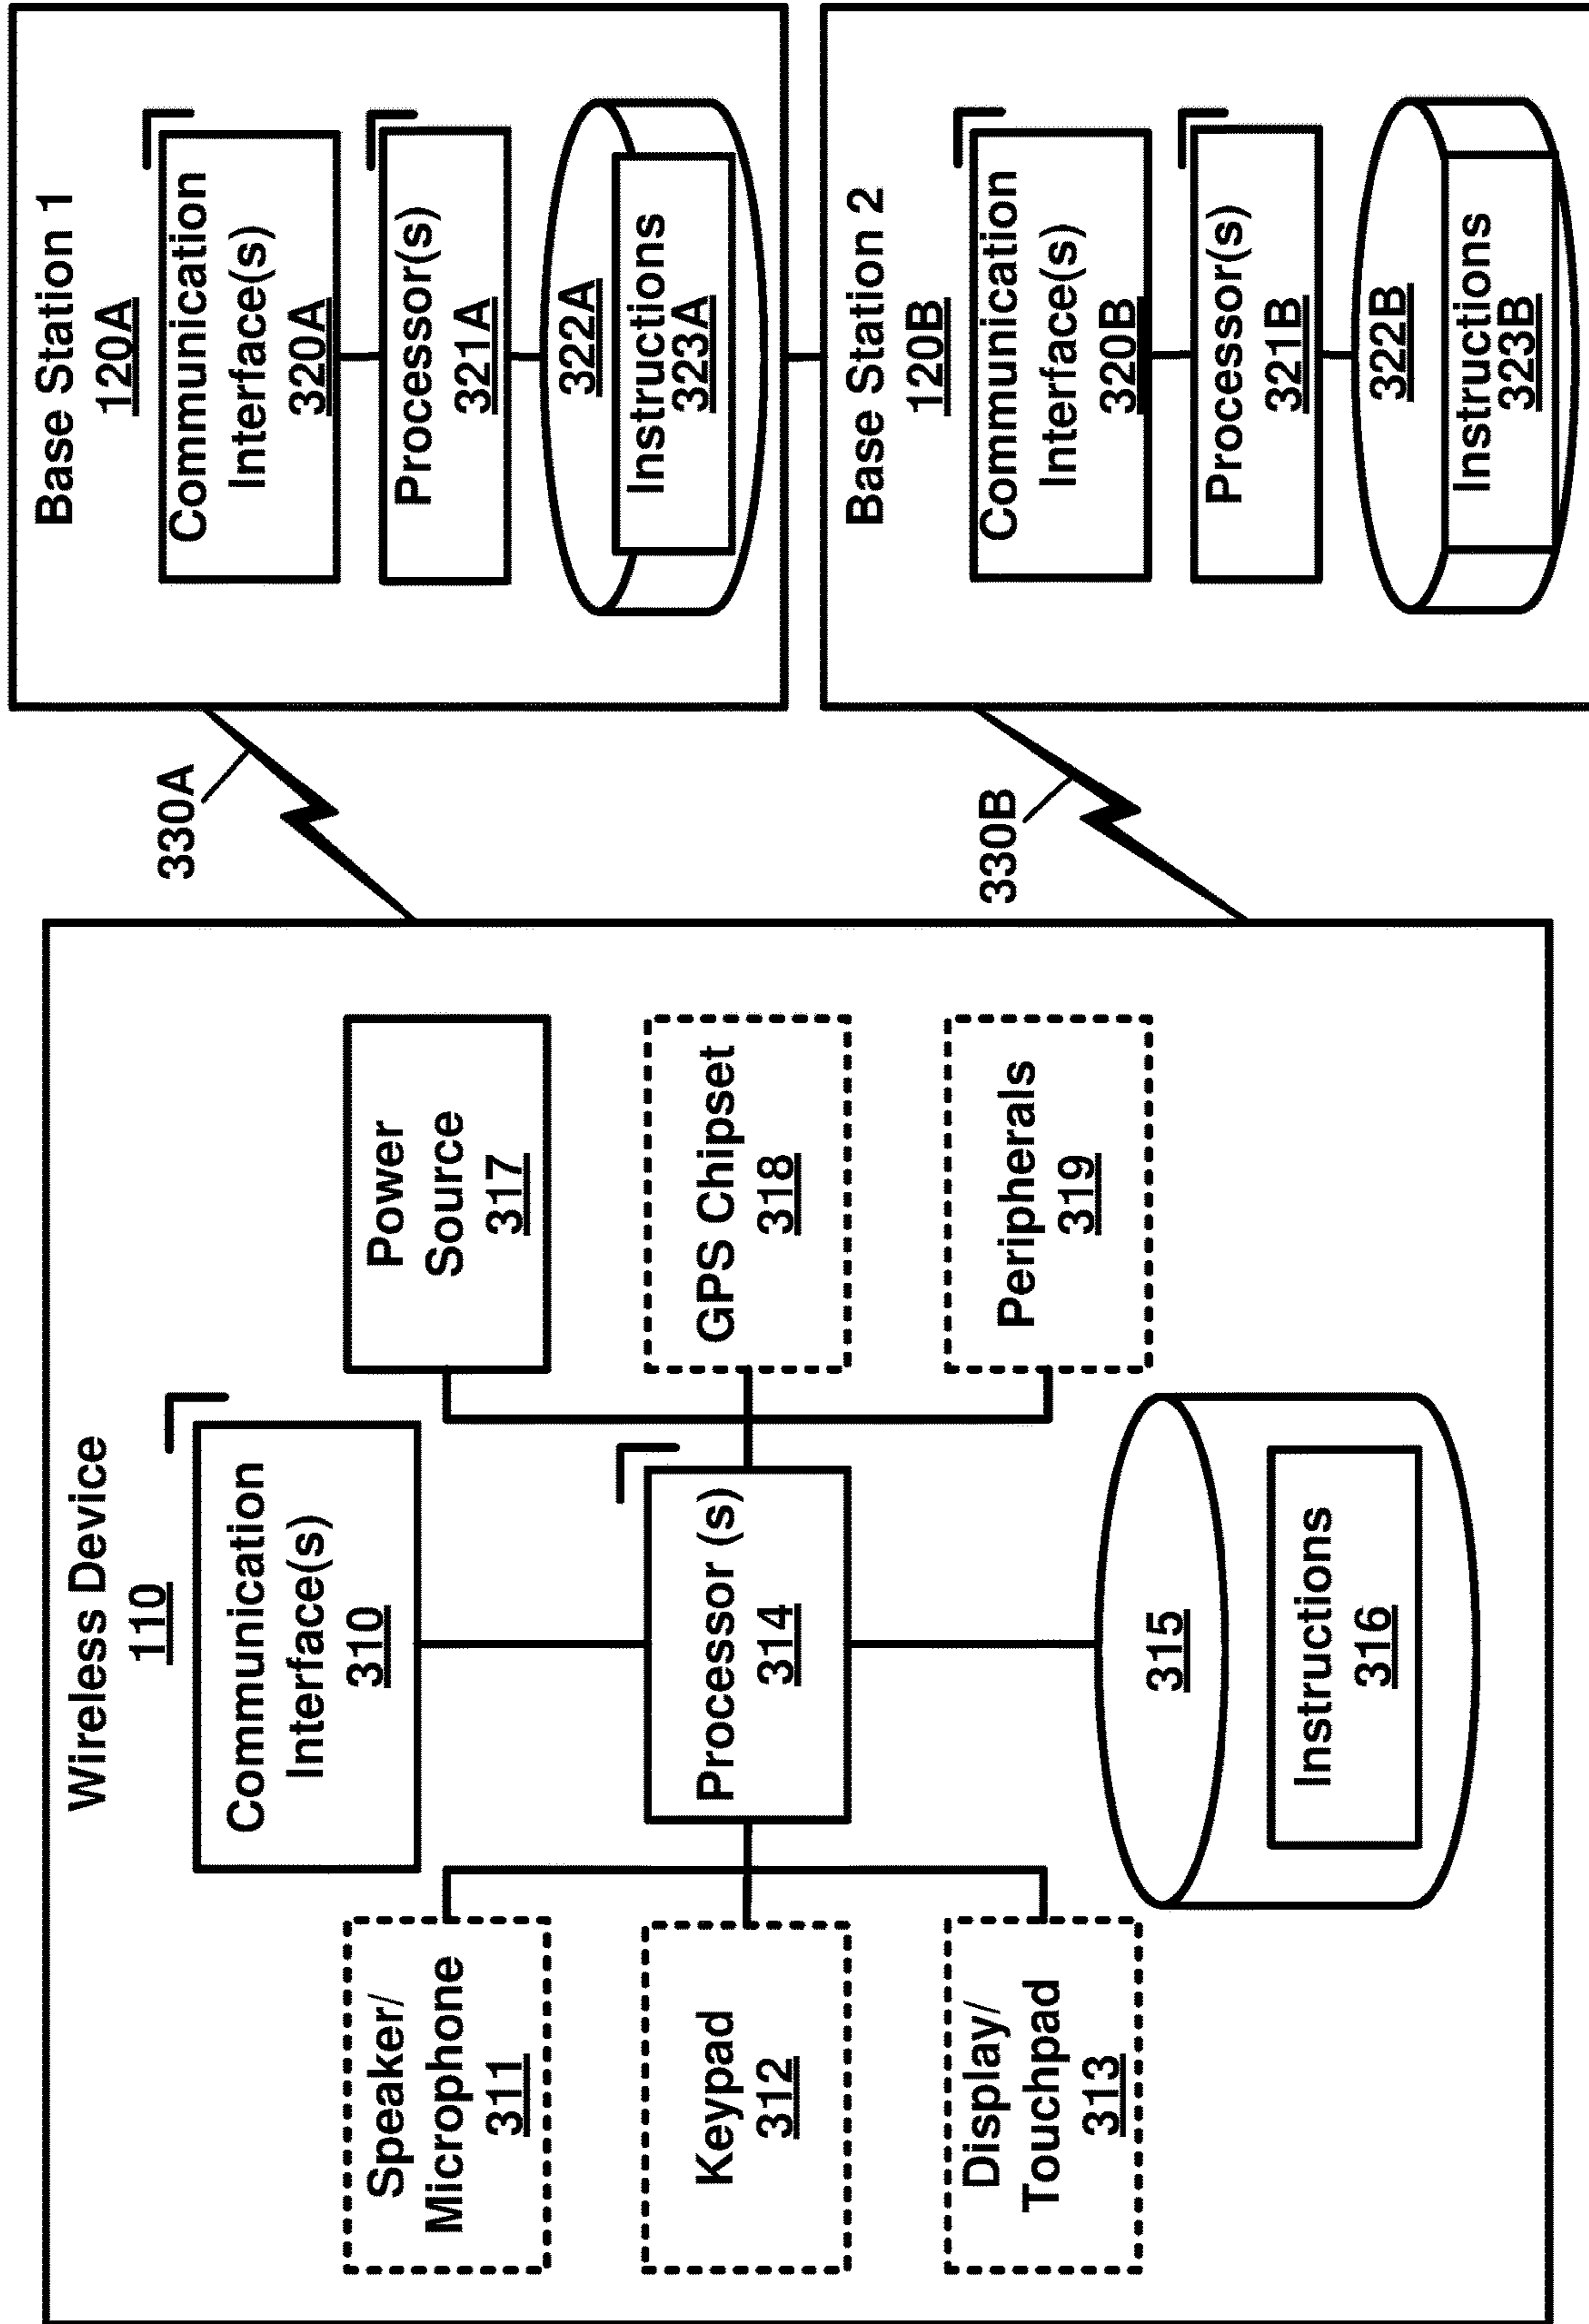 Wireless Device
110
Communication
Interface(s)
310
Speaker/
Microphone
311
Keypad
312
Display/
Touchpad
313
Processor (s)
314
315
Instructions
316
Power
Source
317
GPS Chipset
318
Peripherals
319
330A
330B
Base Station 1
120A
Communication
Interface(s)
320A
Processor(s)
321A
322A
Instructions
323A
Base Station 2
120B
Communication
Interface(s)
320B
Processor(s)
321B
322B
Instructions
323B